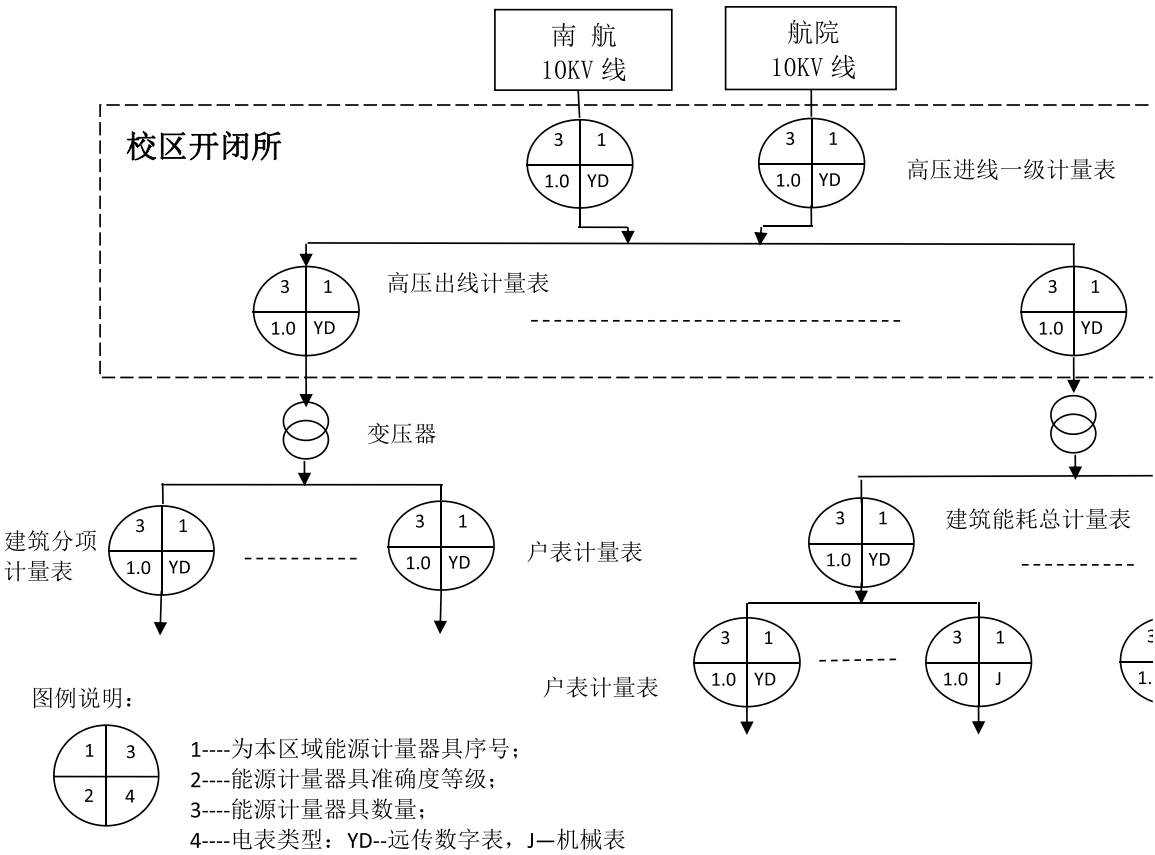 南 航
10KV 线
航院
10KV 线
校区开闭所
3 1
1.0 YD
3 1
1.0 YD
高压进线一级计量表
3 1
1.0 YD
高压出线计量表
3 1
1.0 YD
变压器
建筑分项
计量表
3 1
1.0 YD
3 1
1.0 YD
户表计量表
3 1
1.0 YD
建筑能耗总计量表
户表计量表
3 1
1.0 YD
3 1
1.0 J
3
1.
图例说明：
1 3
2 4
1----为本区域能源计量器具序号；
2----能源计量器具准确度等级；
3----能源计量器具数量；
4----电表类型：YD--远传数字表，J—机械表